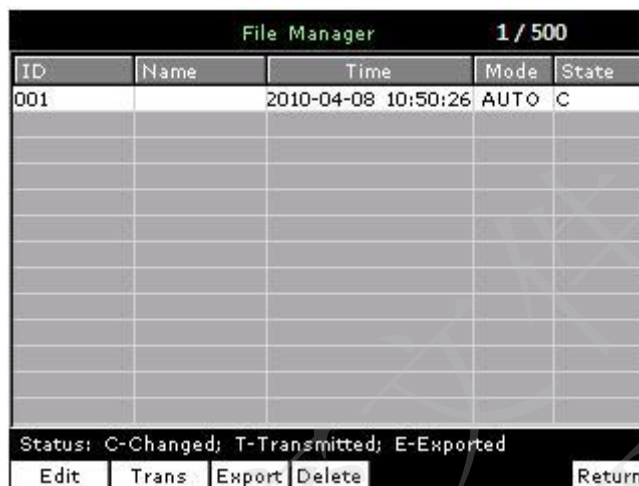 File Manager 1 / 500
ID Name Time Mode State
001 2010-04-08 10:50:26 AUTO C
Status: C-Changed; T-Transmitted; E-Exported
Edit Trans Export Delete Return